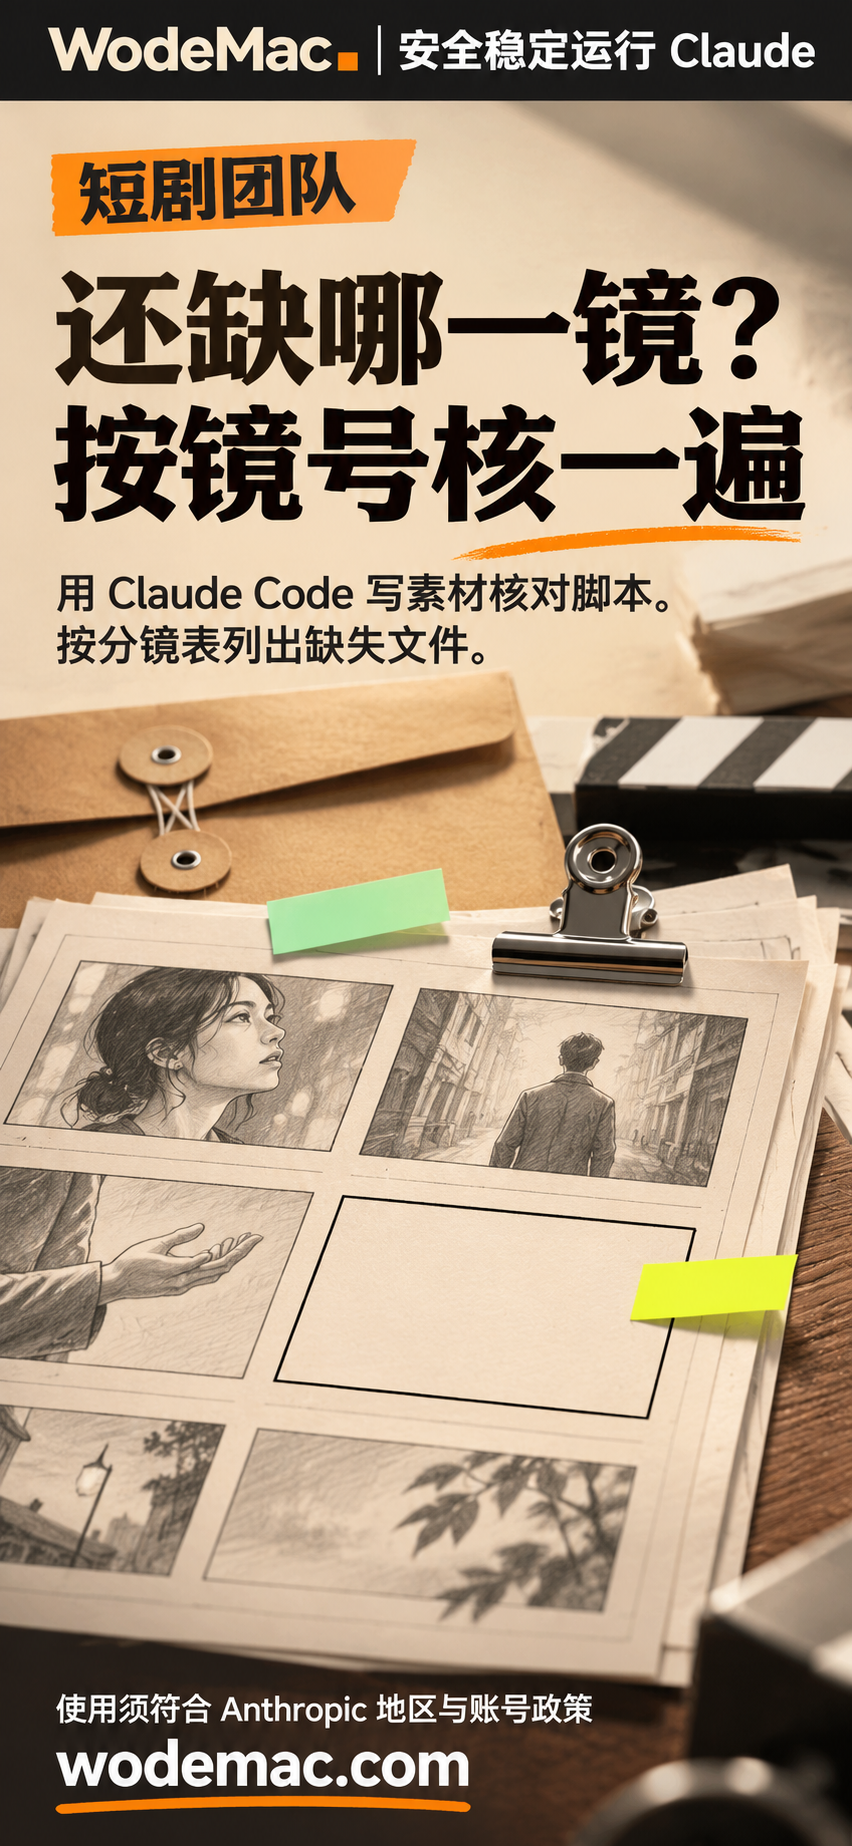 WodeMac. | 安全稳定运行 Claude
短剧团队
还缺哪一镜？
按镜号核一遍
用 Claude Code 写素材核对脚本。
按分镜表列出缺失文件。
使用须符合 Anthropic 地区与账号政策
wodemac.com